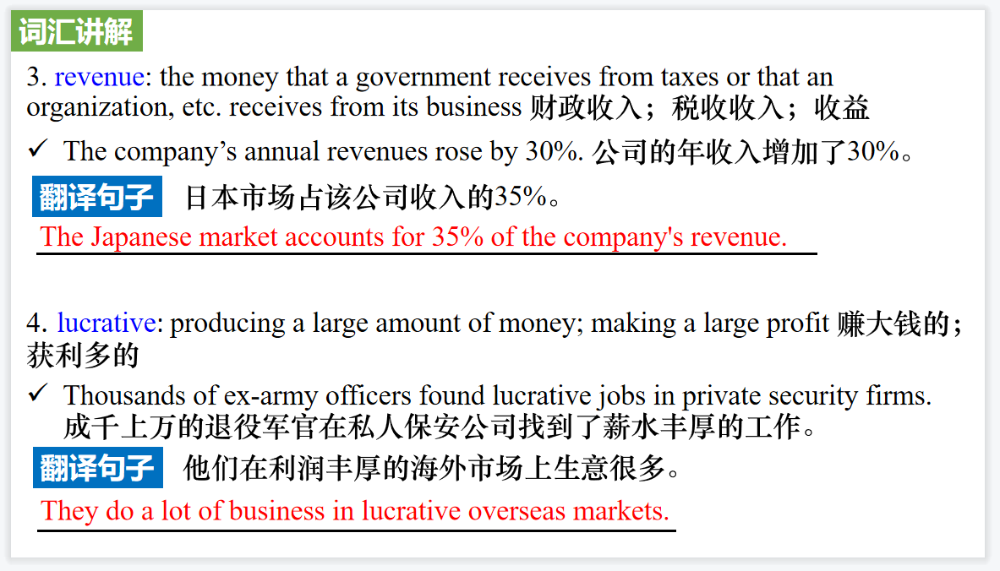 词汇讲解
3. revenue: the money that a government receives from taxes or that an
organization, etc. receives from its business 财政收入；税收收入；收益
✓ The company’s annual revenues rose by 30%. 公司的年收入增加了30%。
翻译句子 日本市场占该公司收入的35%。
The Japanese market accounts for 35% of the company's revenue.
4. lucrative: producing a large amount of money; making a large profit 赚大钱的；
获利多的
✓ Thousands of ex-army officers found lucrative jobs in private security firms.
成千上万的退役军官在私人保安公司找到了薪水丰厚的工作。
翻译句子 他们在利润丰厚的海外市场上生意很多。
They do a lot of business in lucrative overseas markets.